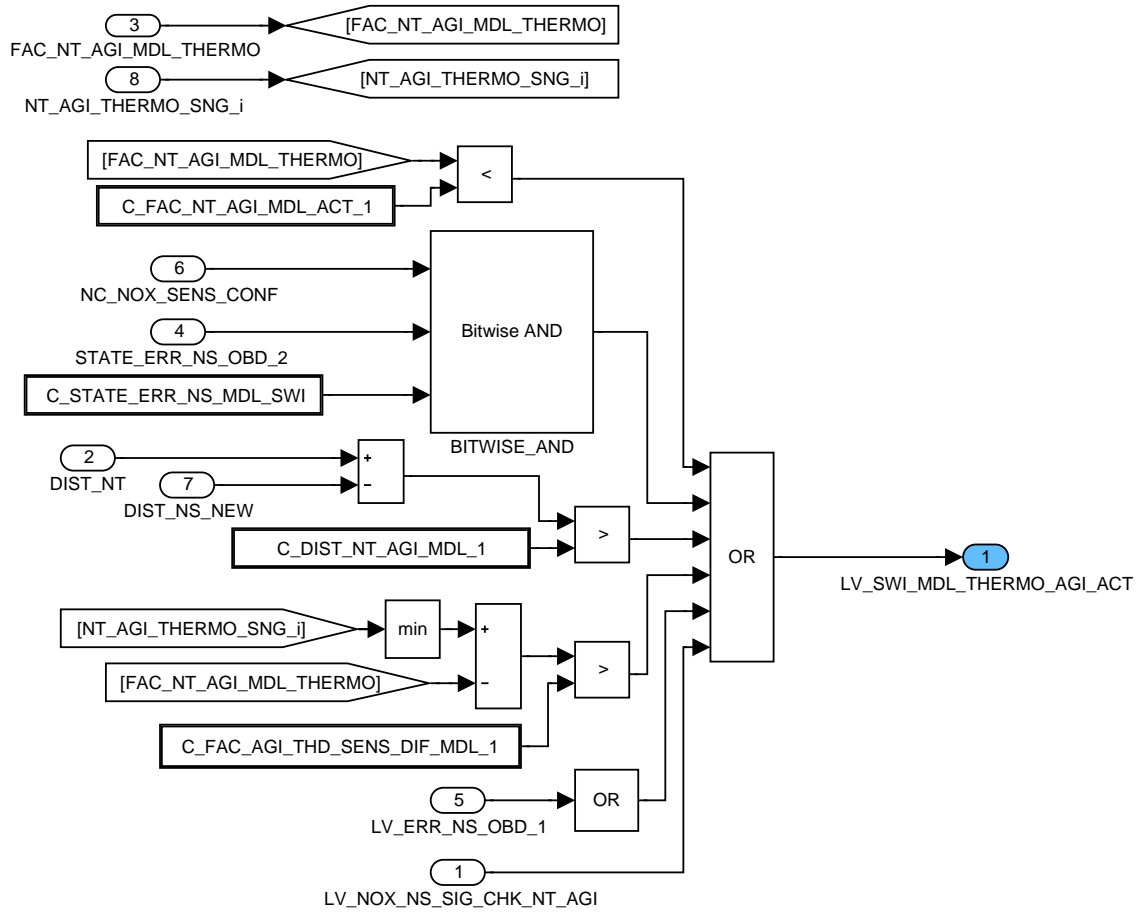 3
[FAC_NT_AGI_MDL_THERMO]
FAC_NT_AGI_MDL_THERMO
8
[NT_AGI_THERMO_SNG_i]
NT_AGI_THERMO_SNG_i
[FAC_NT_AGI_MDL_THERMO]
<
C_FAC_NT_AGI_MDL_ACT_1
6
NC_NOX_SENS_CONF
Bitwise AND
4
STATE_ERR_NS_OBD_2
C_STATE_ERR_NS_MDL_SWI
BITWISE_AND
2
+
DIST_NT
7
−
DIST_NS_NEW
C_DIST_NT_AGI_MDL_1
>
OR
1
LV_SWI_MDL_THERMO_AGI_ACT
[NT_AGI_THERMO_SNG_i]
min
+
>
[FAC_NT_AGI_MDL_THERMO]
−
C_FAC_AGI_THD_SENS_DIF_MDL_1
5
OR
LV_ERR_NS_OBD_1
1
LV_NOX_NS_SIG_CHK_NT_AGI